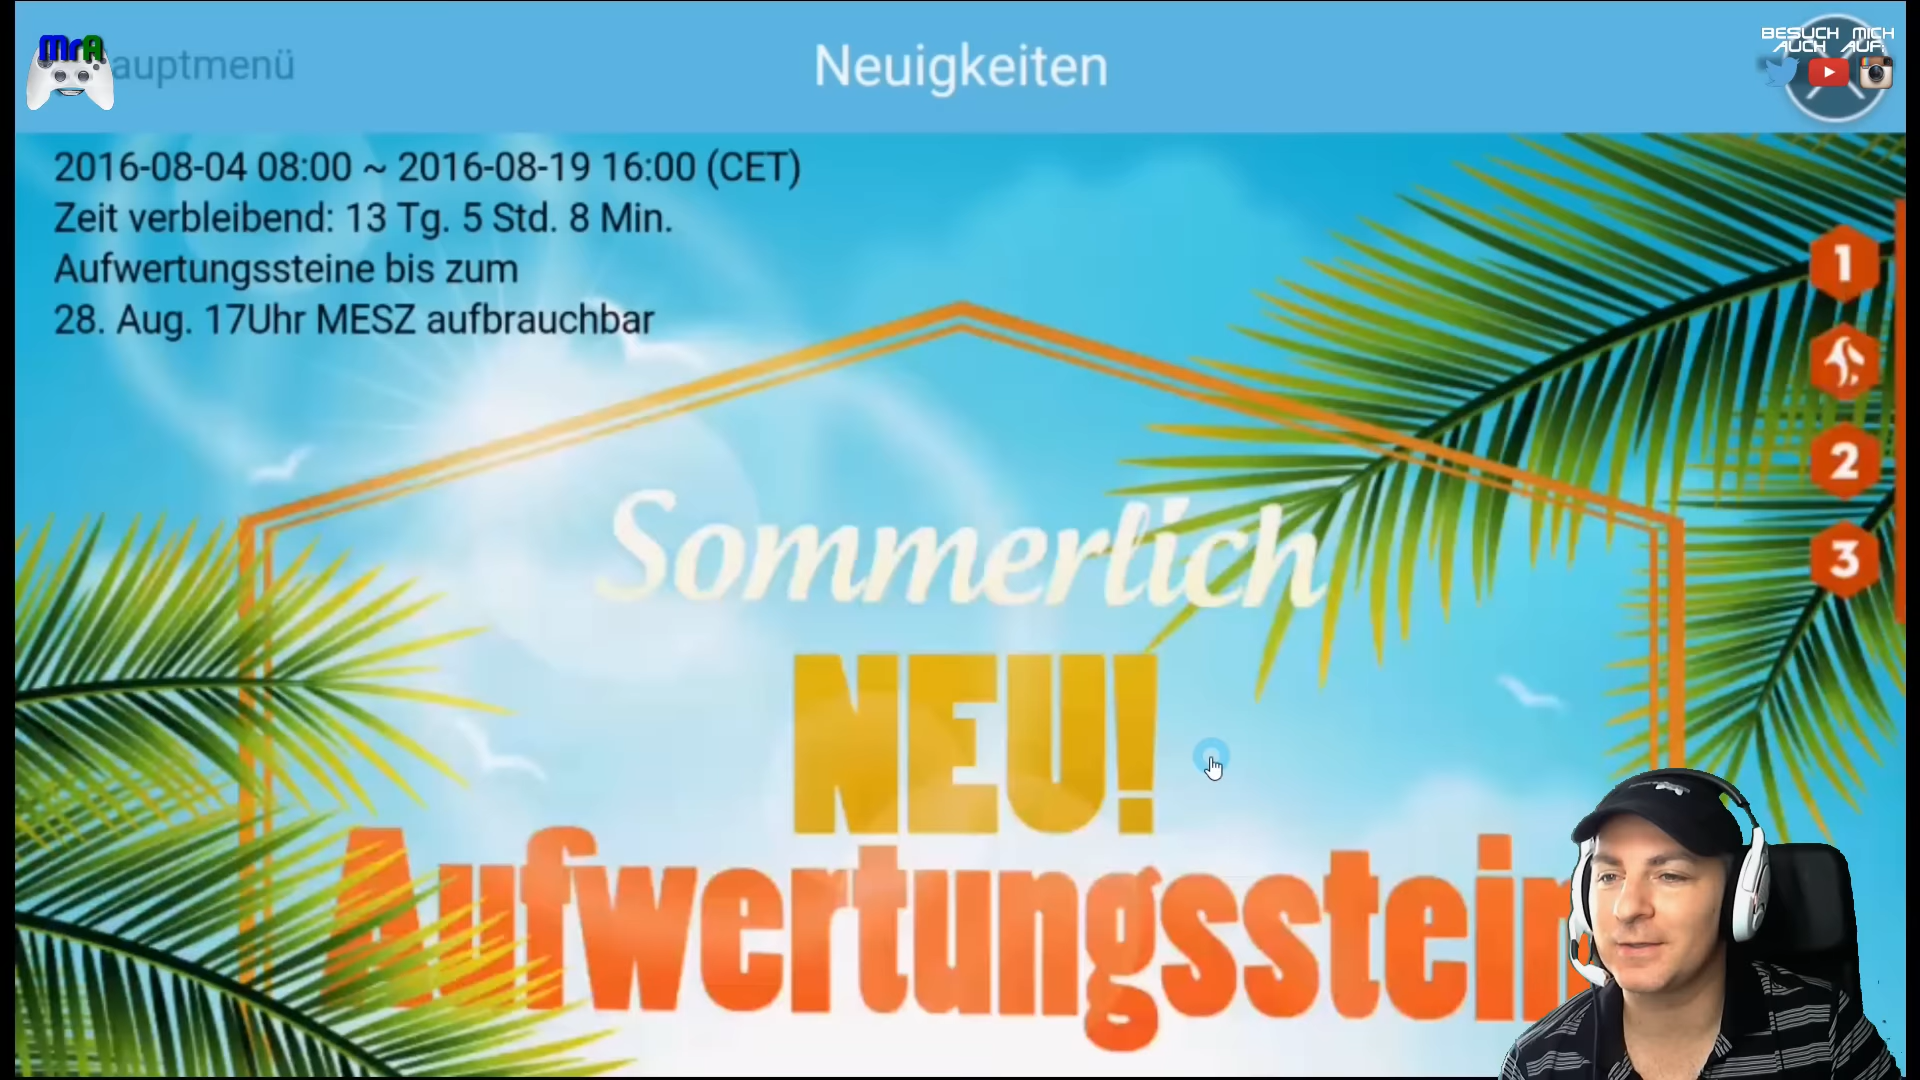 MrA
auptmenü
Neuigkeiten
BESUCH MICH
AUCH AUF:
2016-08-04 08:00 ~ 2016-08-19 16:00 (CET)
Zeit verbleibend: 13 Tg. 5 Std. 8 Min.
Aufwertungssteine bis zum
28. Aug. 17Uhr MESZ aufbrauchbar
1
2
3
Sommerlich
NEU!
Aufwertungsstein